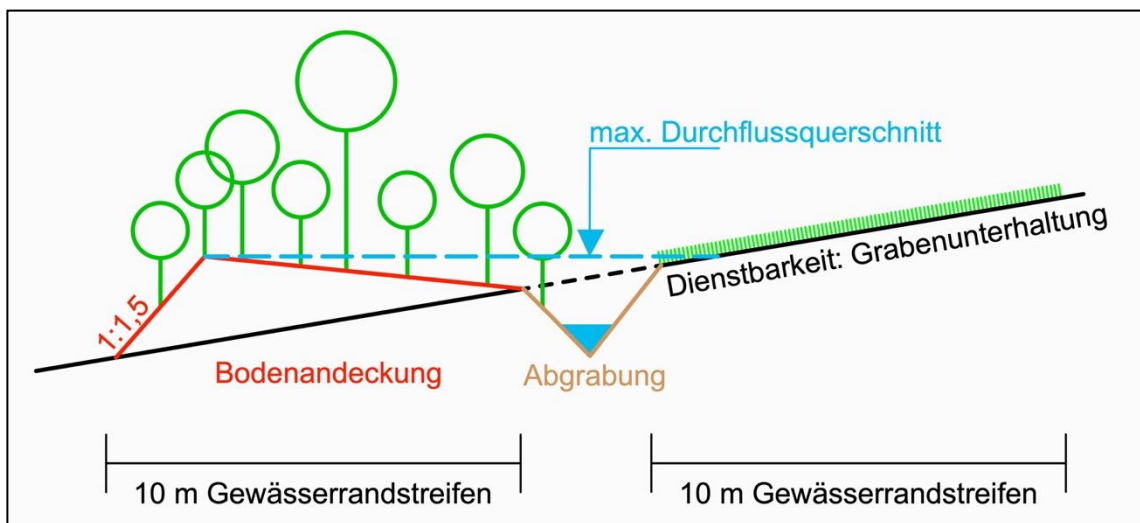 max. Durchflussquerschnitt
Dienstbarkeit: Grabenunterhaltung
1:1,5
Bodenandeckung
Abgrabung
10 m Gewässerrandstreifen
10 m Gewässerrandstreifen